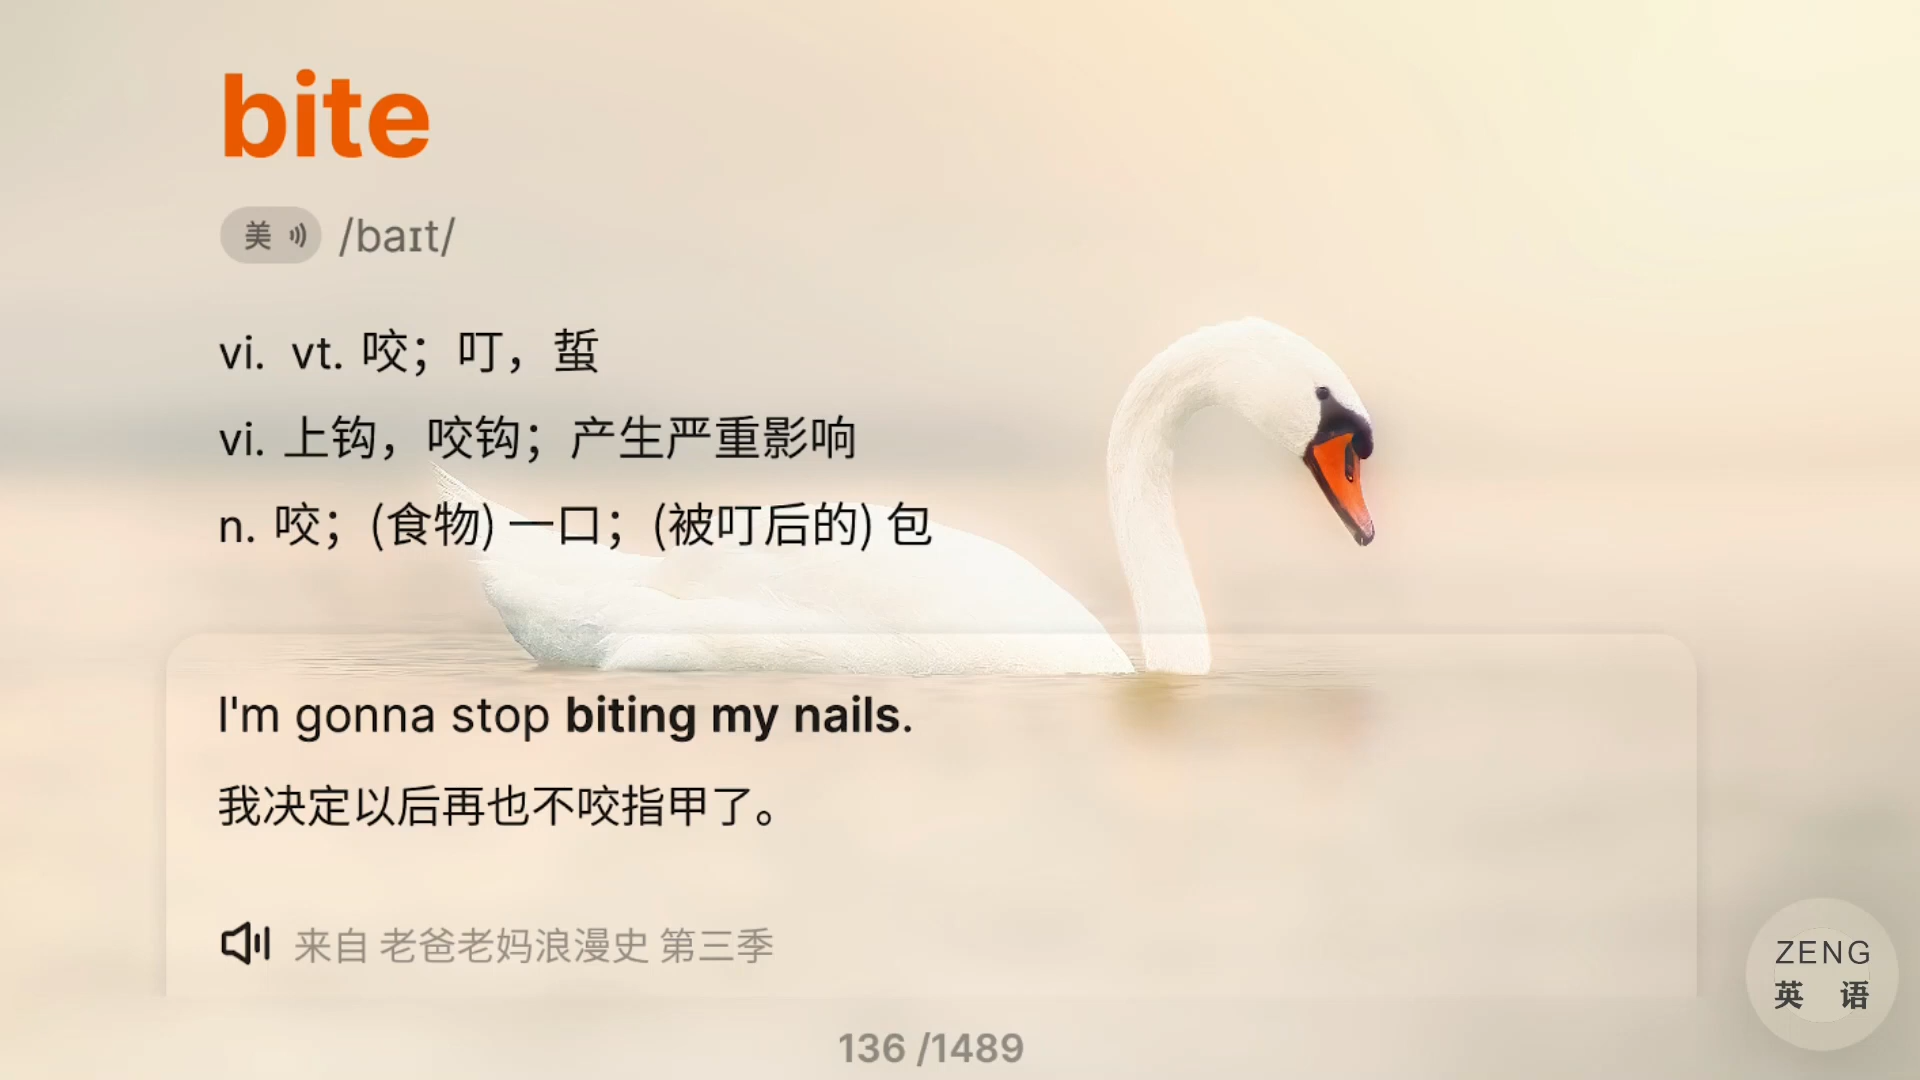 bite
美 /baɪt/
vi. vt. 咬；叮，蜇
vi. 上钩，咬钩；产生严重影响
n. 咬；(食物) 一口；(被叮后的) 包
I'm gonna stop biting my nails.
我决定以后再也不咬指甲了。
来自 老爸老妈浪漫史 第三季
ZENG
英 语
136 /1489